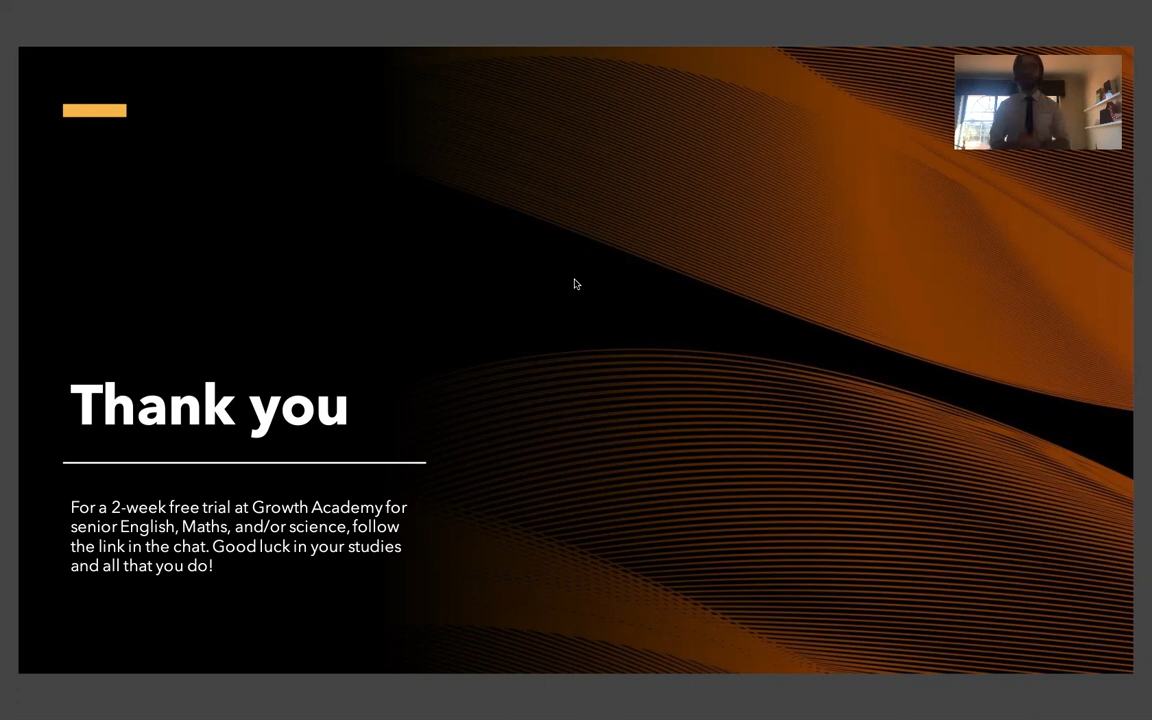 Thank you
For a 2-week free trial at Growth Academy for
senior English, Maths, and/or science, follow
the link in the chat. Good luck in your studies
and all that you do!